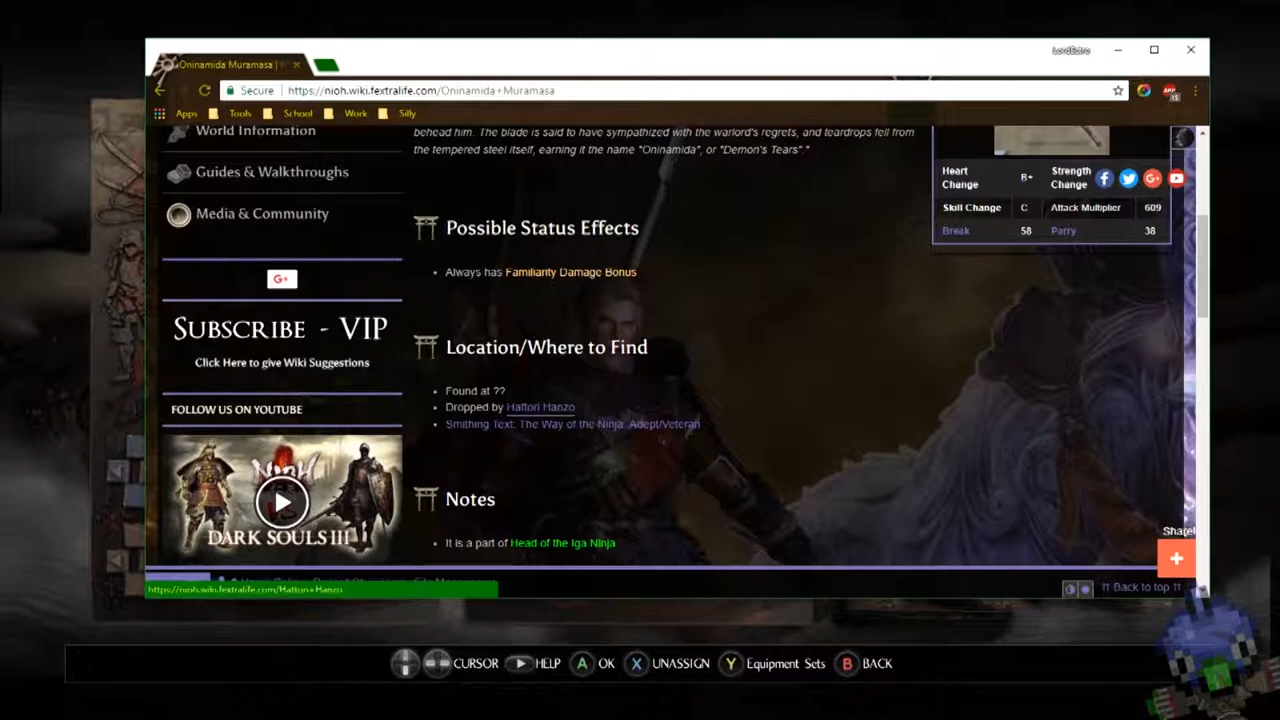 LordEctro
Oninamida Muramasa |
Secure https://nioh.wiki.fextralife.com/Oninamida+Muramasa
Apps Tools School Work Silly
World Information
Guides & Walkthroughs
Media & Community
G+
SUBSCRIBE - VIP
Click Here to give Wiki Suggestions
FOLLOW US ON YOUTUBE
NIOH
DARK SOULS III
behead him. The blade is said to have sympathized with the warlord's regrets, and teardrops fell from
the tempered steel itself, earning it the name "Oninamida", or "Demon's Tears"."
Possible Status Effects
• Always has Familiarity Damage Bonus
Location/Where to Find
• Found at ??
• Dropped by Hattori Hanzo
• Smithing Text: The Way of the Ninja: Adept/Veteran
Notes
• It is a part of Head of the Iga Ninja
Heart Change B+ Strength Change
Skill Change C Attack Multiplier 609
Break 58 Parry 38
Share!
+
Back to top
https://nioh.wiki.fextralife.com/Hattori+Hanzo
CURSOR HELP A OK X UNASSIGN Y Equipment Sets B BACK